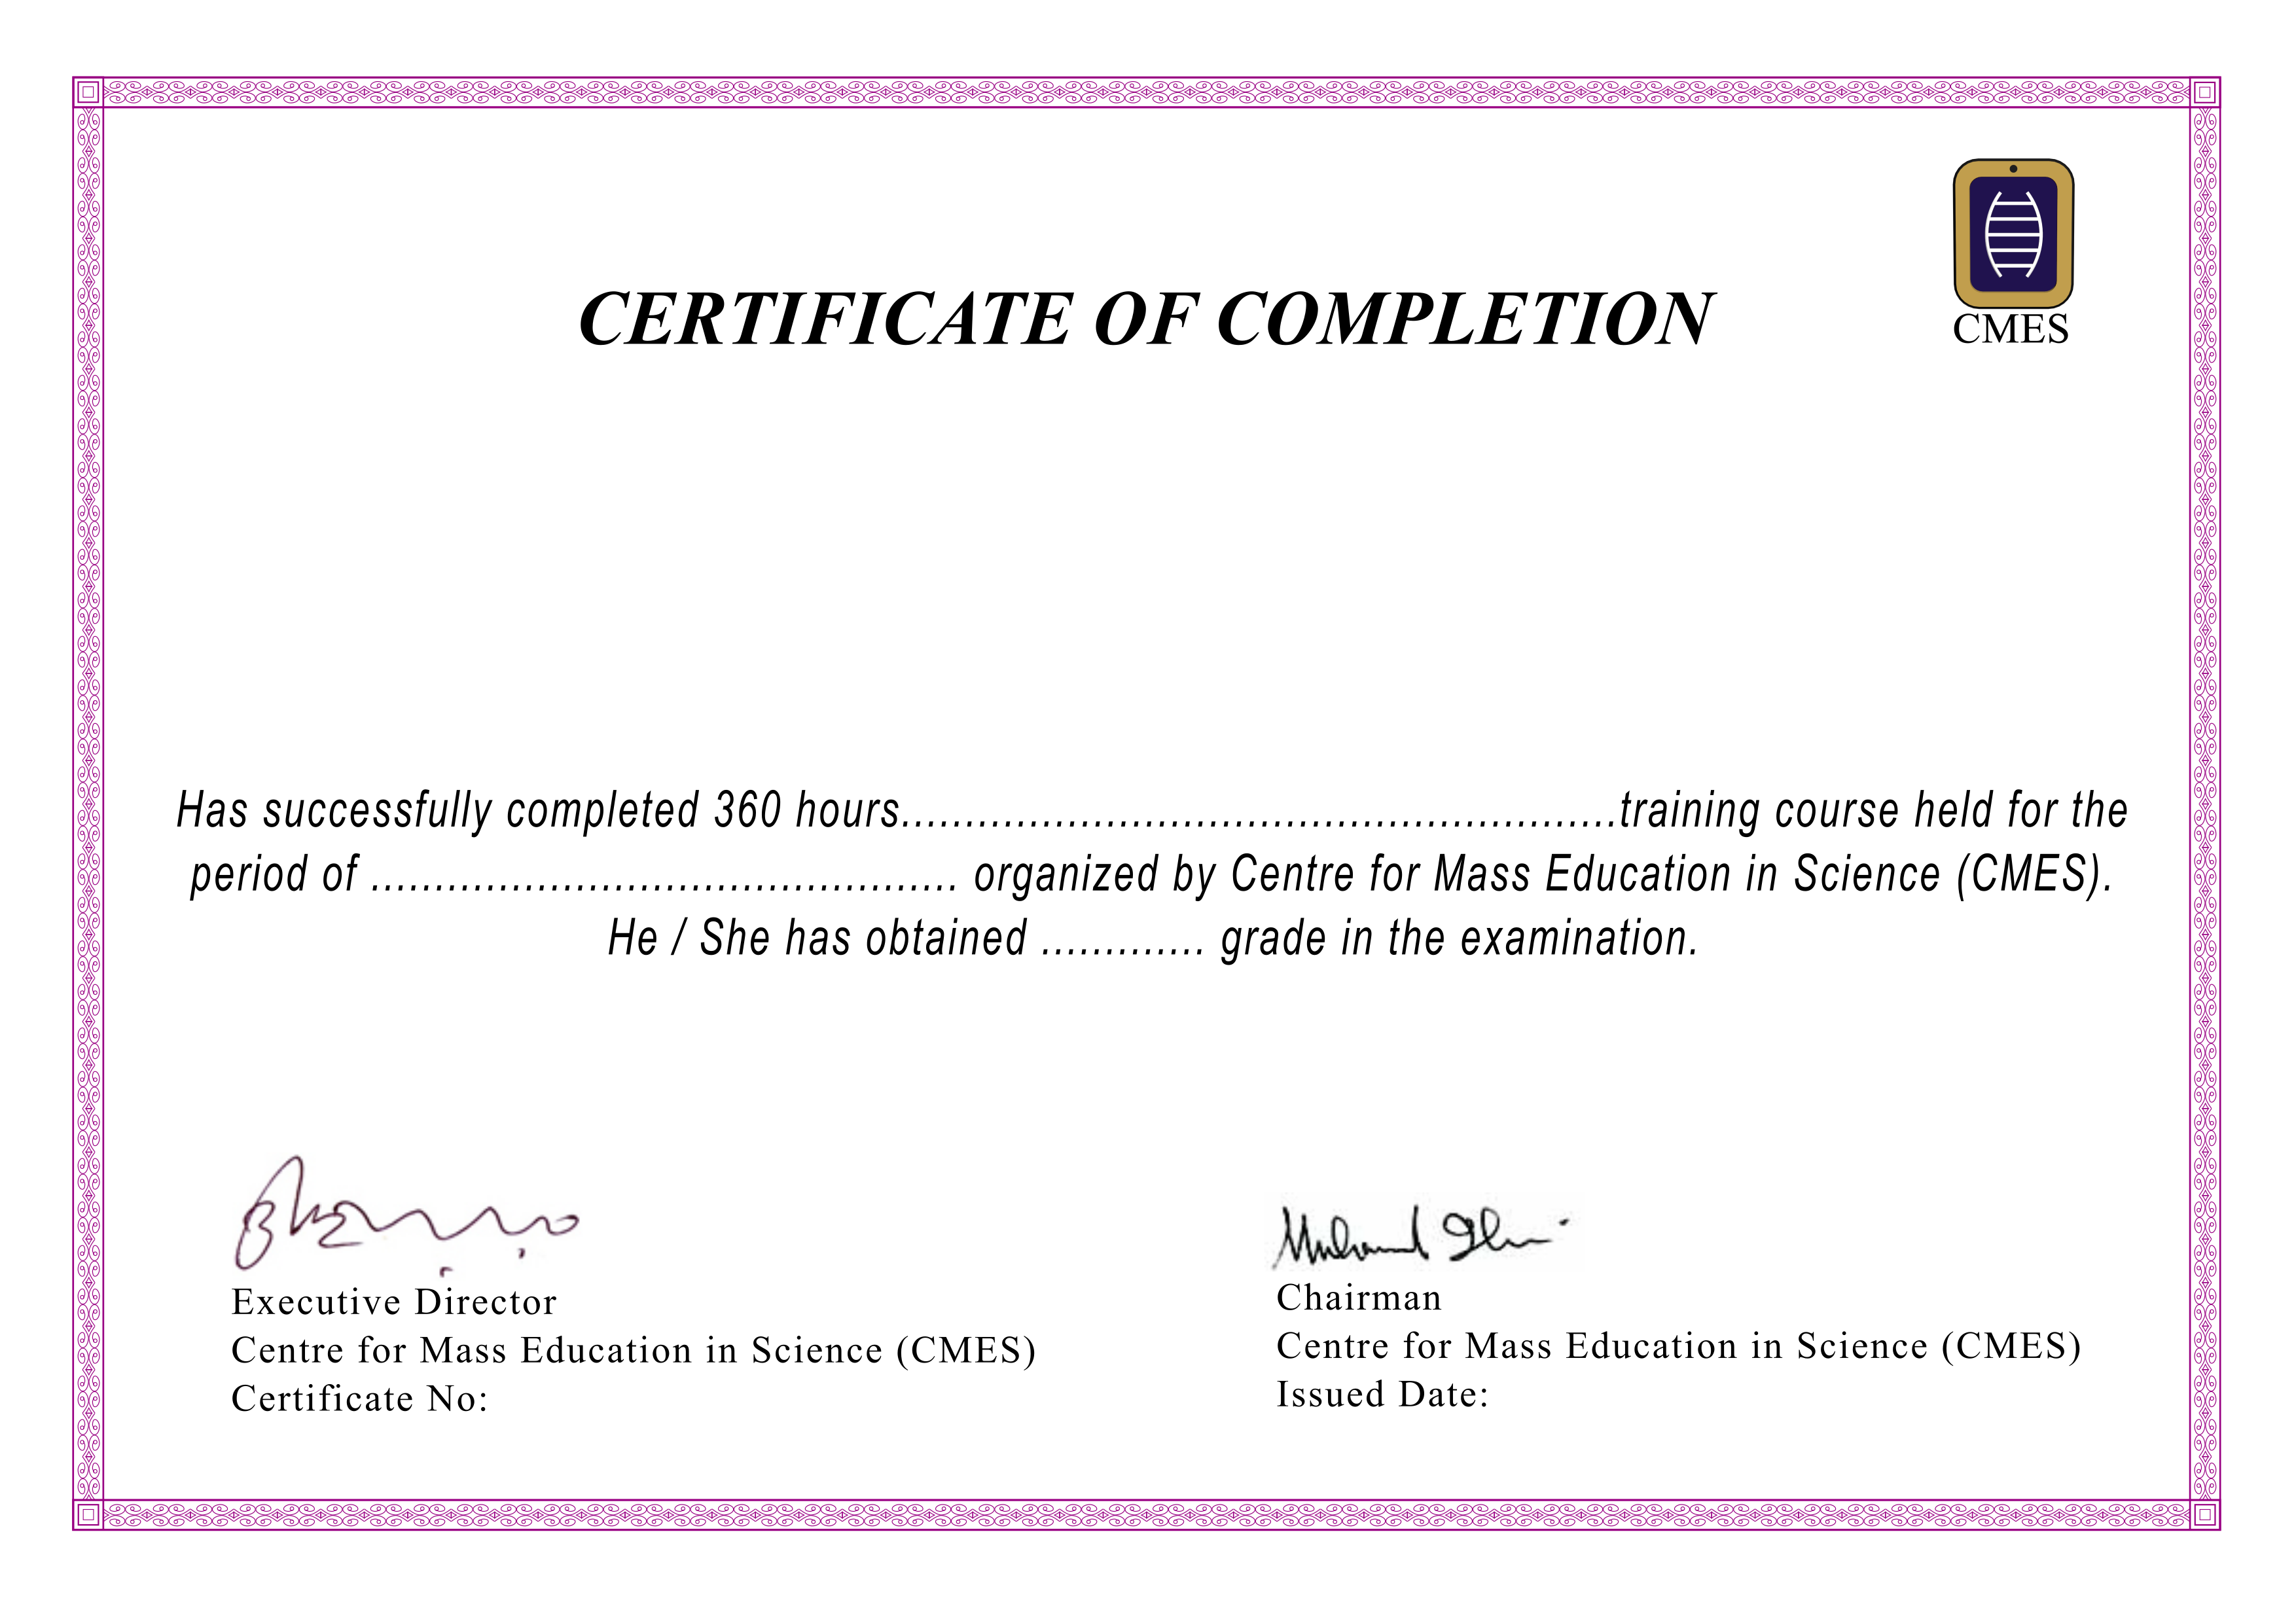 CMES
CERTIFICATE OF COMPLETION
Has successfully completed 360 hours........................................................training course held for the
period of .............................................. organized by Centre for Mass Education in Science (CMES).
He / She has obtained ............. grade in the examination.
Executive Director
Centre for Mass Education in Science (CMES)
Certificate No:
Chairman
Centre for Mass Education in Science (CMES)
Issued Date: